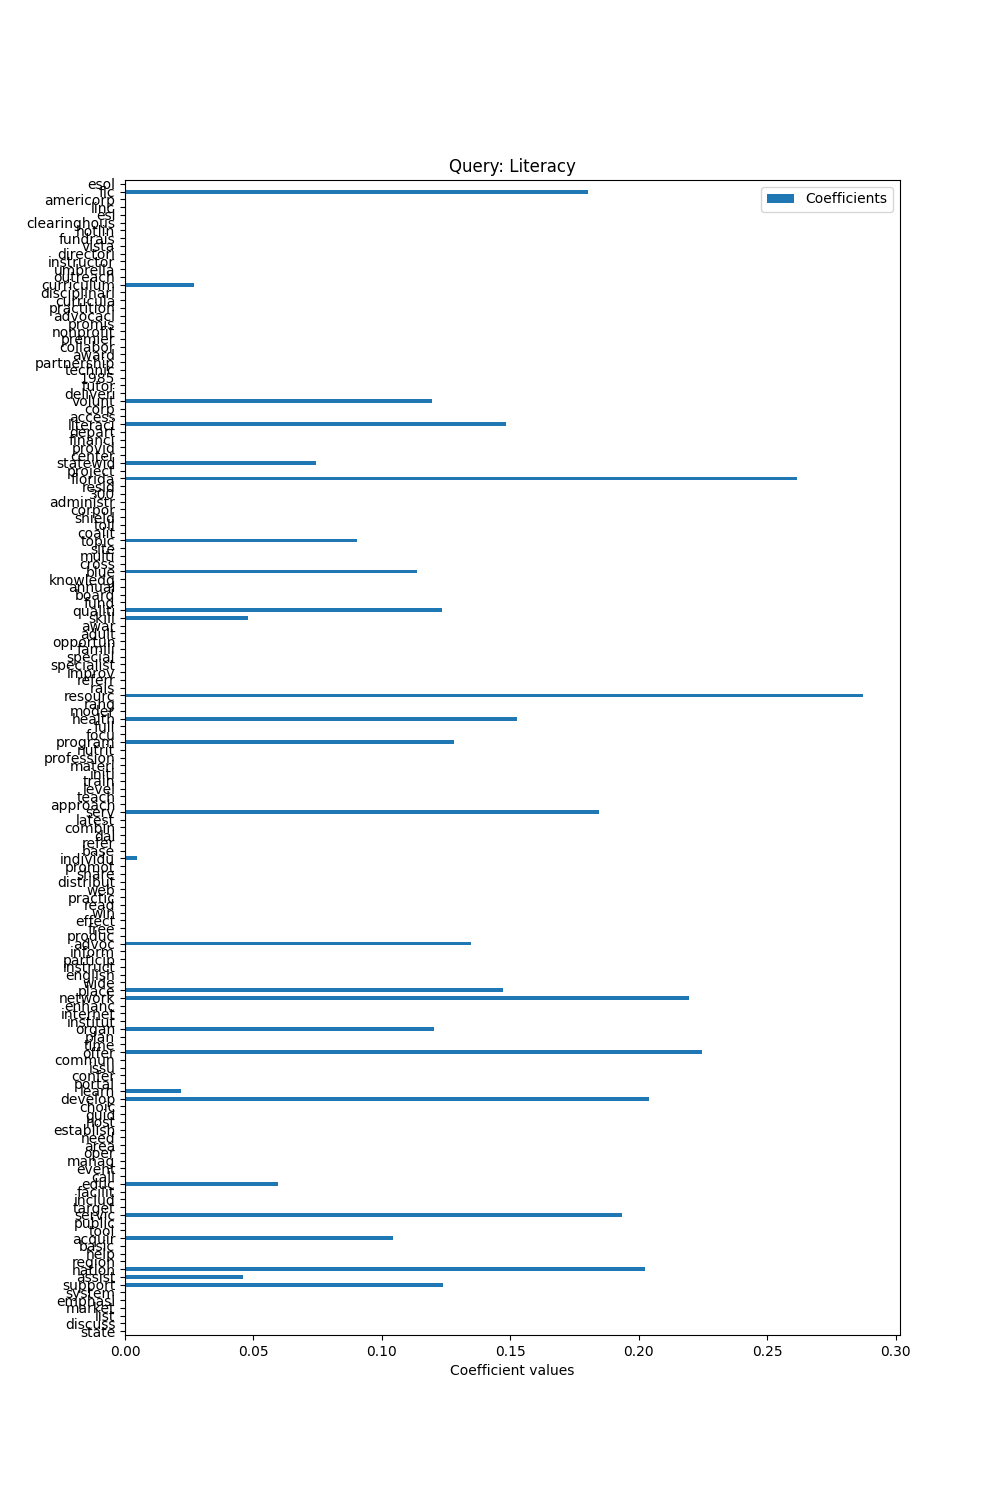 Query: Literacy
Coefficients
esol
flc
americorp
linc
esl
clearinghous
hotlin
fundrais
vista
directori
instructor
umbrella
outreach
curriculum
disciplinari
curricula
practition
advocaci
promis
nonprofit
premier
collabor
award
partnership
technic
1985
tutor
deliveri
volunt
corp
access
literaci
depart
financi
provid
center
statewid
project
florida
resid
300
administr
corpor
shield
toll
coalit
topic
site
multi
cross
blue
knowledg
annual
board
fund
qualiti
skill
awar
adult
opportun
famili
special
specialist
improv
referr
rais
resourc
rang
moder
health
full
focu
program
nutrit
profession
materi
initi
train
level
teach
approach
serv
latest
combin
dai
refer
base
individu
promot
share
distribut
web
practic
read
win
effect
free
produc
advoc
inform
particip
instruct
english
wide
place
network
enhanc
internet
institut
organ
plan
time
offer
commun
issu
confer
portal
learn
develop
choic
guid
host
establish
need
area
oper
manag
event
call
educ
facilit
includ
target
servic
public
tool
acquir
basic
help
region
nation
assist
support
system
emphasi
market
list
discuss
state
0.00 0.05 0.10 0.15 0.20 0.25 0.30
Coefficient values